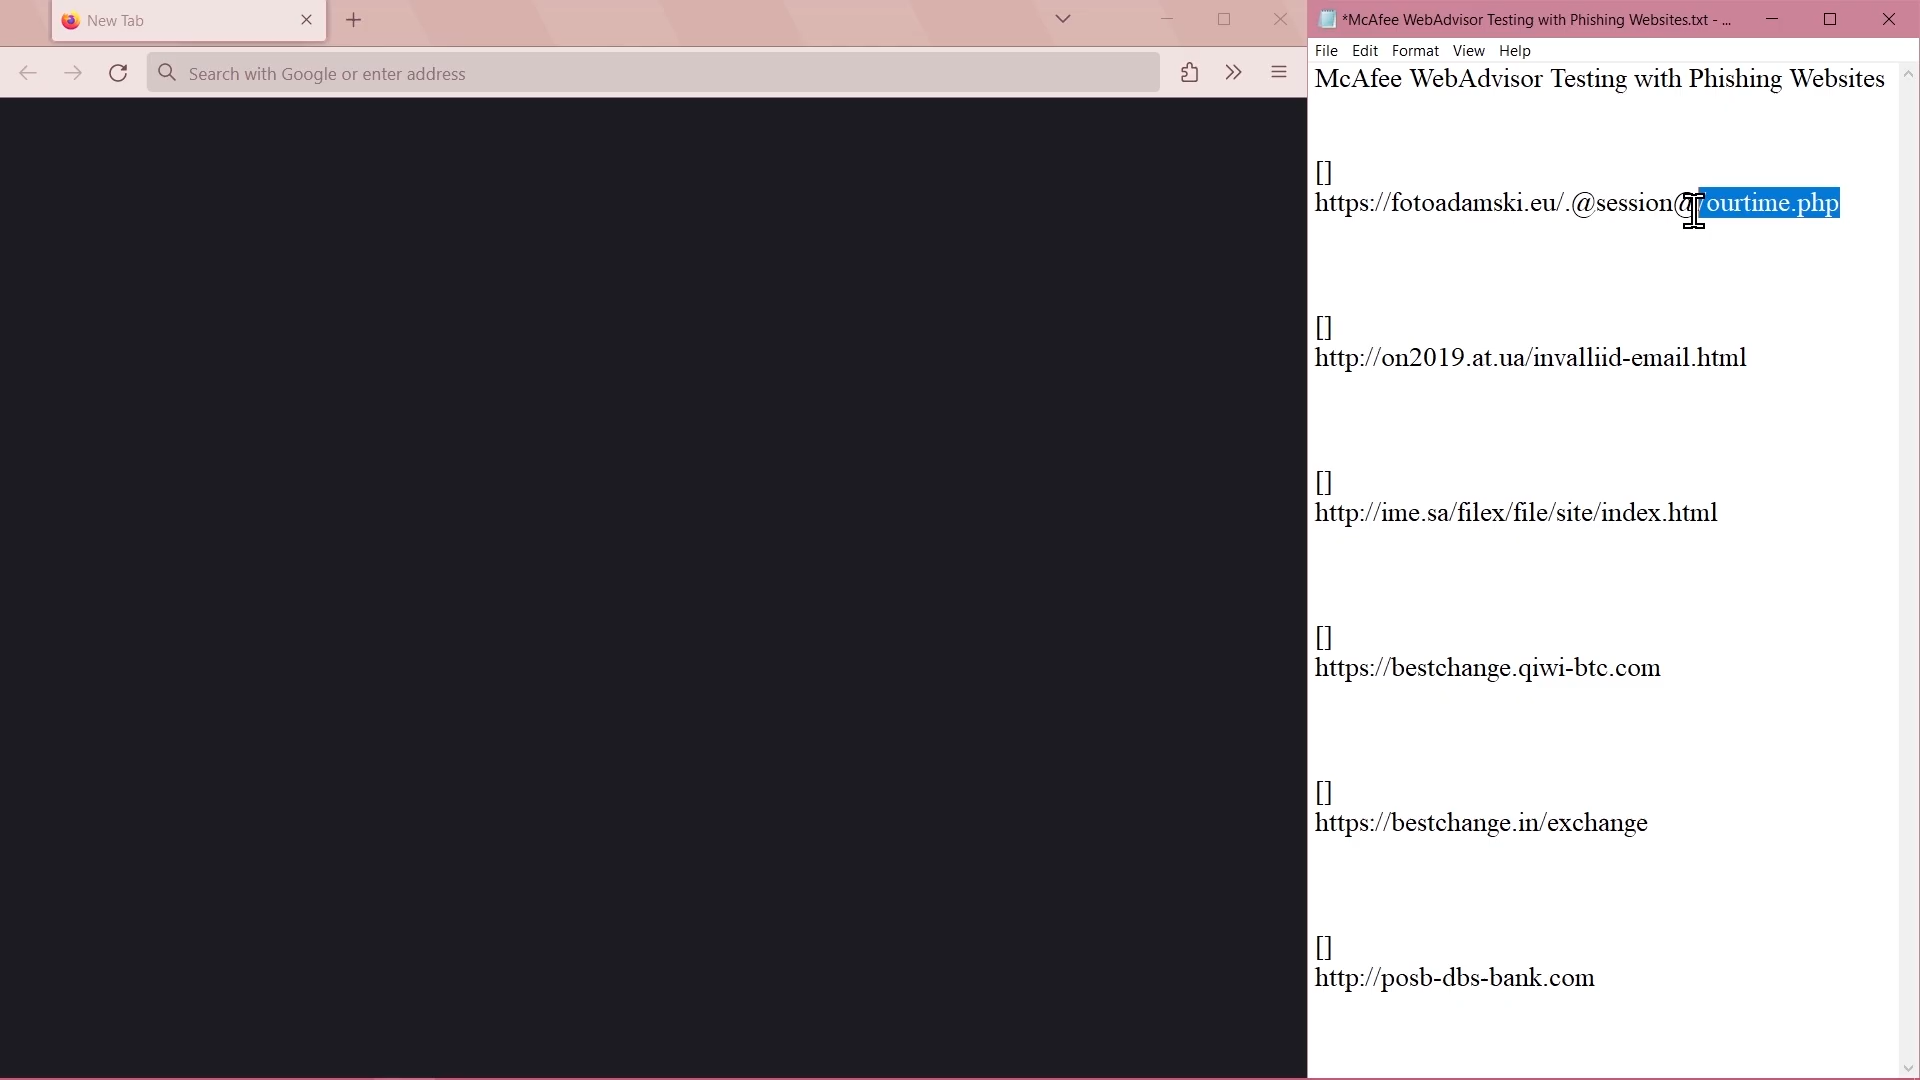 New Tab
Search with Google or enter address
*McAfee WebAdvisor Testing with Phishing Websites.txt - ...
File Edit Format View Help
McAfee WebAdvisor Testing with Phishing Websites
[]
https://fotoadamski.eu/.@session@/ourtime.php
[]
http://on2019.at.ua/invalliid-email.html
[]
http://ime.sa/filex/file/site/index.html
[]
https://bestchange.qiwi-btc.com
[]
https://bestchange.in/exchange
[]
http://posb-dbs-bank.com